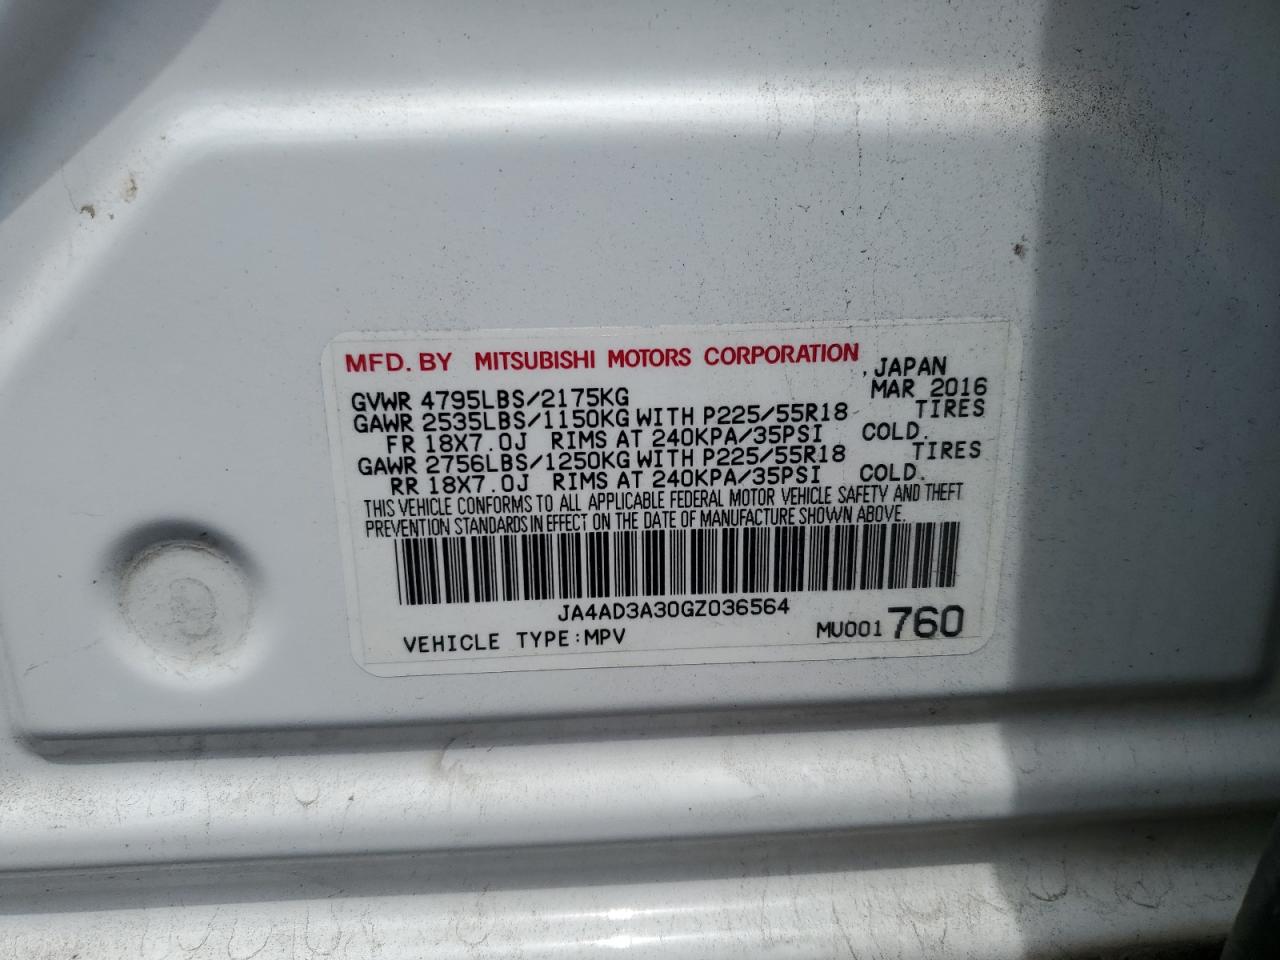 MFD. BY MITSUBISHI MOTORS CORPORATION , JAPAN
GVWR 4795LBS/2175KG MAR 2016
GAWR 2535LBS/1150KG WITH P225/55R18 TIRES
FR 18X7.0J RIMS AT 240KPA/35PSI COLD.
GAWR 2756LBS/1250KG WITH P225/55R18 TIRES
RR 18X7.0J RIMS AT 240KPA/35PSI COLD.
THIS VEHICLE CONFORMS TO ALL APPLICABLE FEDERAL MOTOR VEHICLE SAFETY AND THEFT
PREVENTION STANDARDS IN EFFECT ON THE DATE OF MANUFACTURE SHOWN ABOVE.
JA4AD3A30GZ036564
VEHICLE TYPE:MPV MU001760